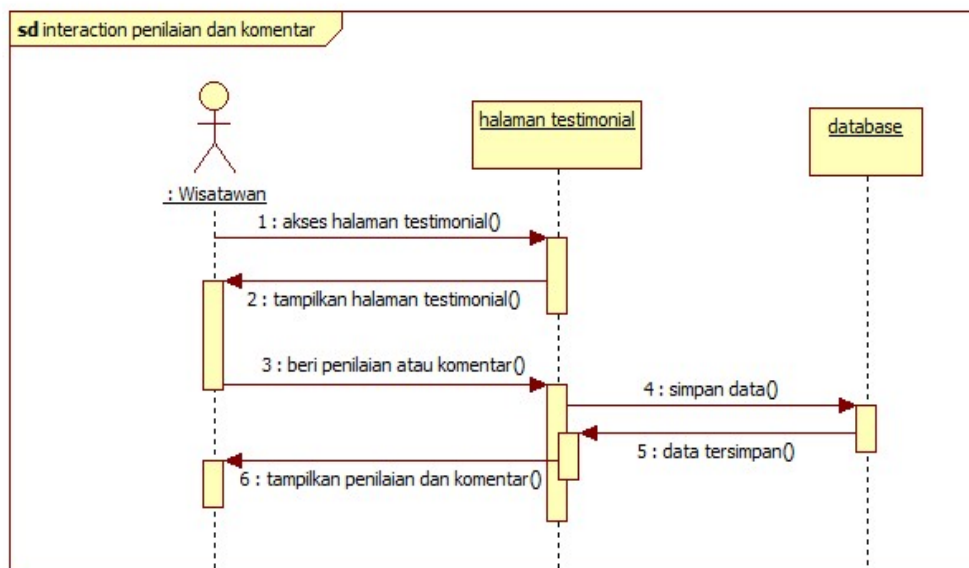 sd interaction penilaian dan komentar
halaman testimonial
database
: Wisatawan
1 : akses halaman testimonial()
2 : tampilkan halaman testimonial()
3 : beri penilaian atau komentar()
4 : simpan data()
5 : data tersimpan()
6 : tampilkan penilaian dan komentar()